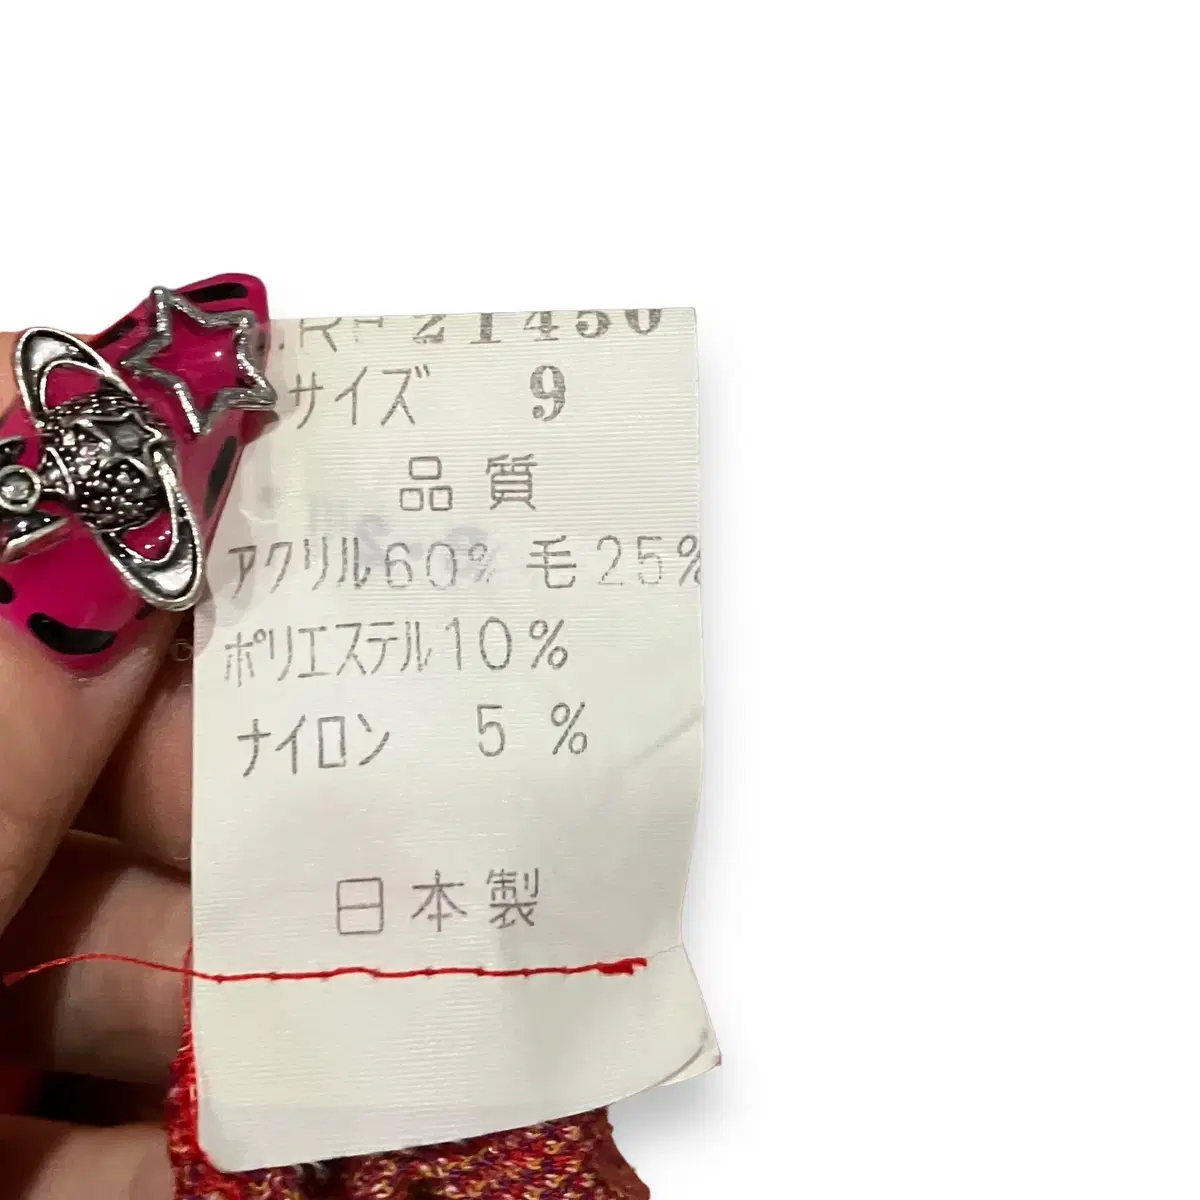 21450
サイズ 9
品質
アクリル60% 毛25%
ポリエステル10%
ナイロン 5%
日本製